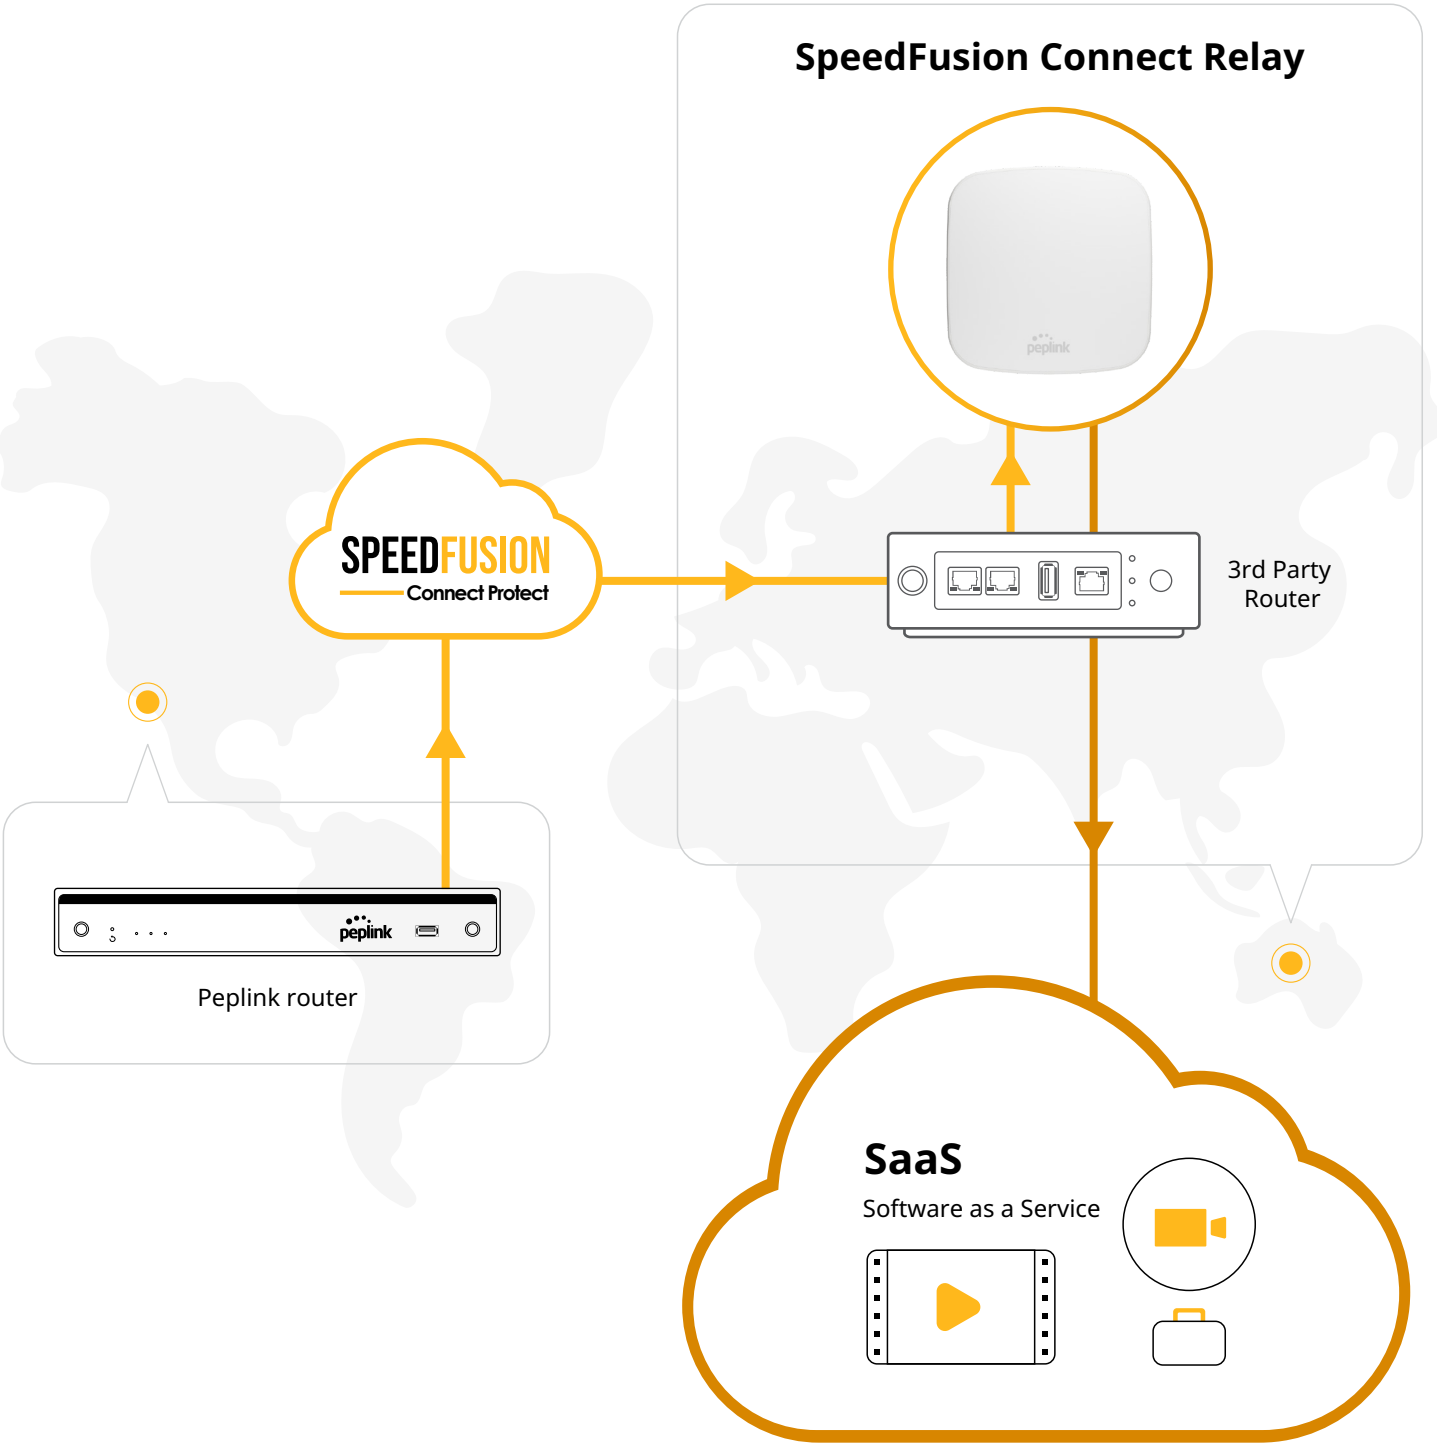 SpeedFusion Connect Relay
peplink
SPEEDFUSION
Connect Protect
3rd Party
Router
peplink
Peplink router
SaaS
Software as a Service